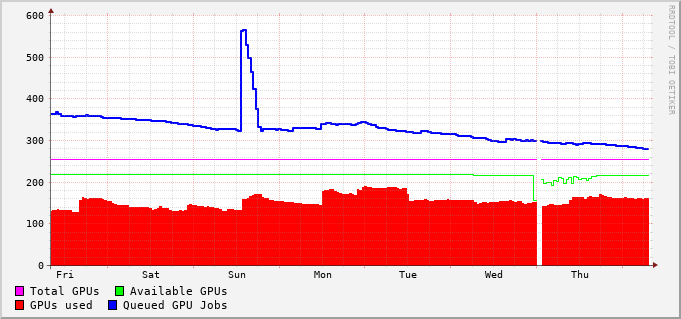 600
500
400
300
200
100
0
Fri Sat Sun Mon Tue Wed Thu
Total GPUs Available GPUs
GPUs used Queued GPU Jobs
RRDTOOL / TOBI OETIKER